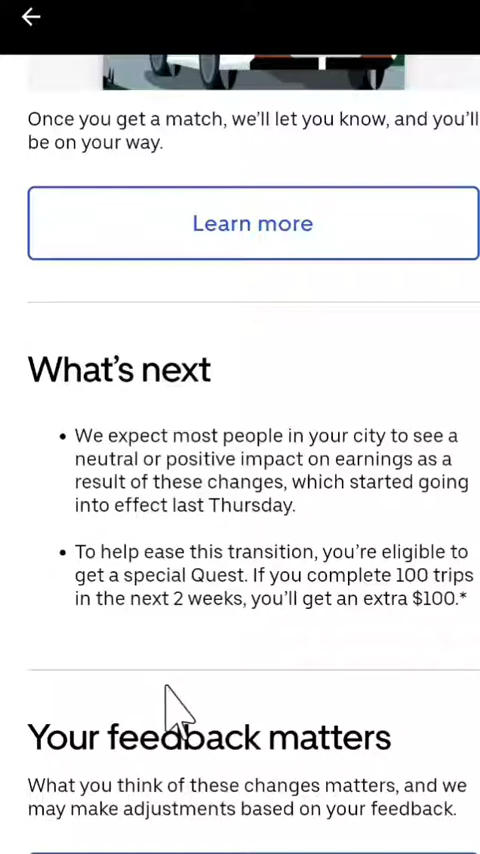 Once you get a match, we'll let you know, and you'll
be on your way.
Learn more
What's next
• We expect most people in your city to see a
neutral or positive impact on earnings as a
result of these changes, which started going
into effect last Thursday.
• To help ease this transition, you're eligible to
get a special Quest. If you complete 100 trips
in the next 2 weeks, you'll get an extra $100.*
Your feedback matters
What you think of these changes matters, and we
may make adjustments based on your feedback.